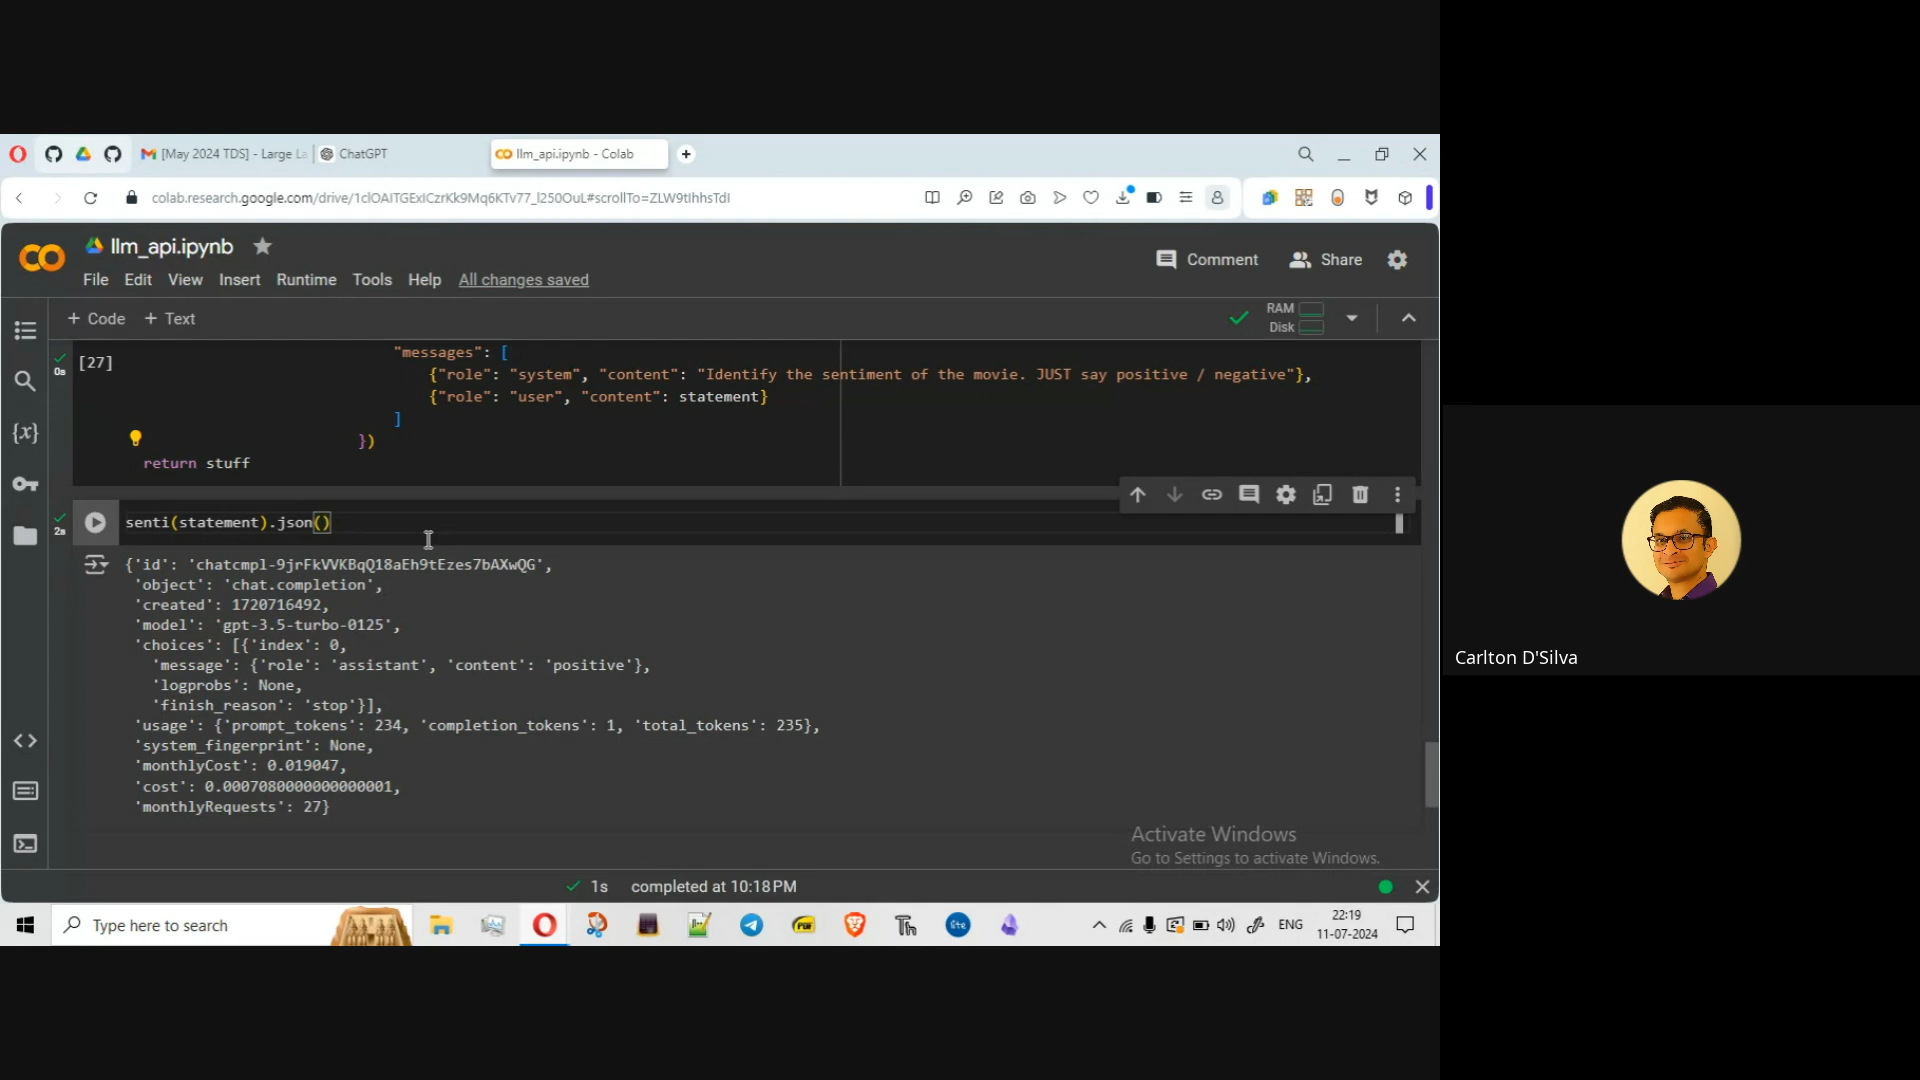 [May 2024 TDS] - Large La
ChatGPT
llm_api.ipynb - Colab
colab.research.google.com/drive/1clOAITGExICzrKk9Mq6KTv77_l250OuL#scrollTo=ZLW9tIhhsTdI
llm_api.ipynb
File Edit View Insert Runtime Tools Help All changes saved
Comment
Share
+ Code + Text
RAM
Disk
0s
[27]
"messages": [
{"role": "system", "content": "Identify the sentiment of the movie. JUST say positive / negative"},
{"role": "user", "content": statement}
]
})
return stuff
2s
senti(statement).json()
{'id': 'chatcmpl-9jrFkVVKBqQ18aEh9tEzes7bAXwQG',
'object': 'chat.completion',
'created': 1720716492,
'model': 'gpt-3.5-turbo-0125',
'choices': [{'index': 0,
'message': {'role': 'assistant', 'content': 'positive'},
'logprobs': None,
'finish_reason': 'stop'}],
'usage': {'prompt_tokens': 234, 'completion_tokens': 1, 'total_tokens': 235},
'system_fingerprint': None,
'monthlyCost': 0.019047,
'cost': 0.0007080000000000001,
'monthlyRequests': 27}
Activate Windows
Go to Settings to activate Windows.
1s completed at 10:18 PM
Type here to search
ENG
22:19
11-07-2024
Carlton D'Silva